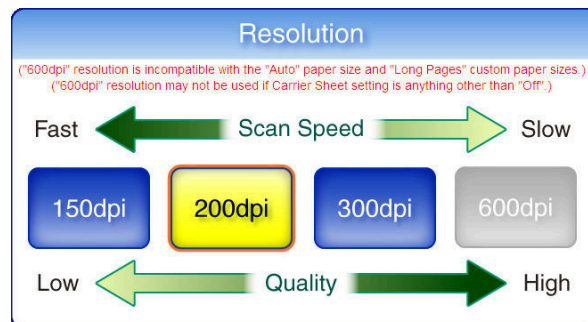 Resolution
("600dpi" resolution is incompatible with the "Auto" paper size and "Long Pages" custom paper sizes.)
("600dpi" resolution may not be used if Carrier Sheet setting is anything other than "Off".)
Fast Scan Speed Slow
150dpi 200dpi 300dpi 600dpi
Low Quality High